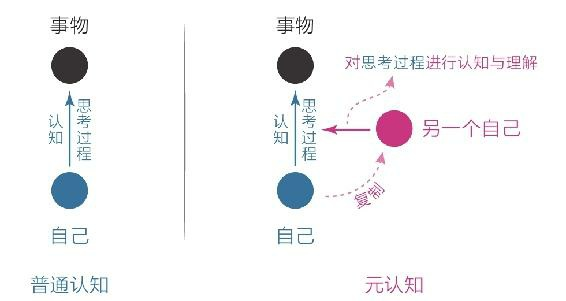 事物
认知
思考过程
自己
普通认知
事物
对思考过程进行认知与理解
认知
思考过程
另一个自己
复制
自己
元认知